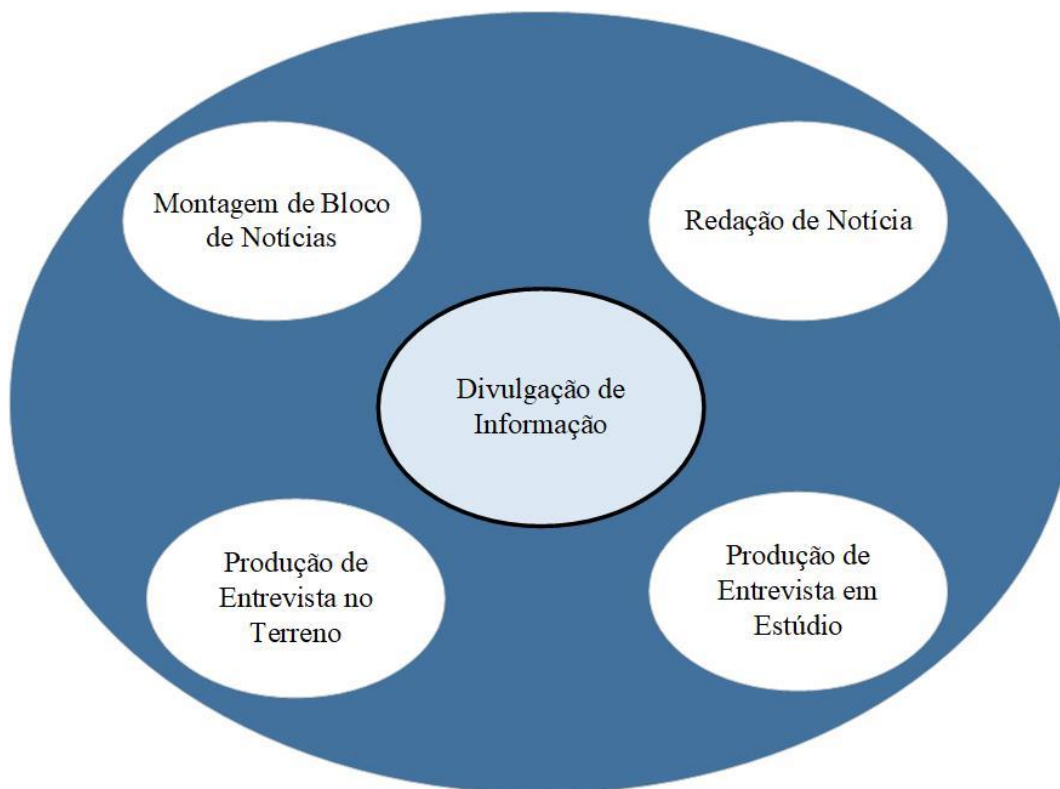 Montagem de Bloco
de Notícias
Redação de Notícia
Divulgação de
Informação
Produção de
Entrevista no
Terreno
Produção de
Entrevista em
Estúdio